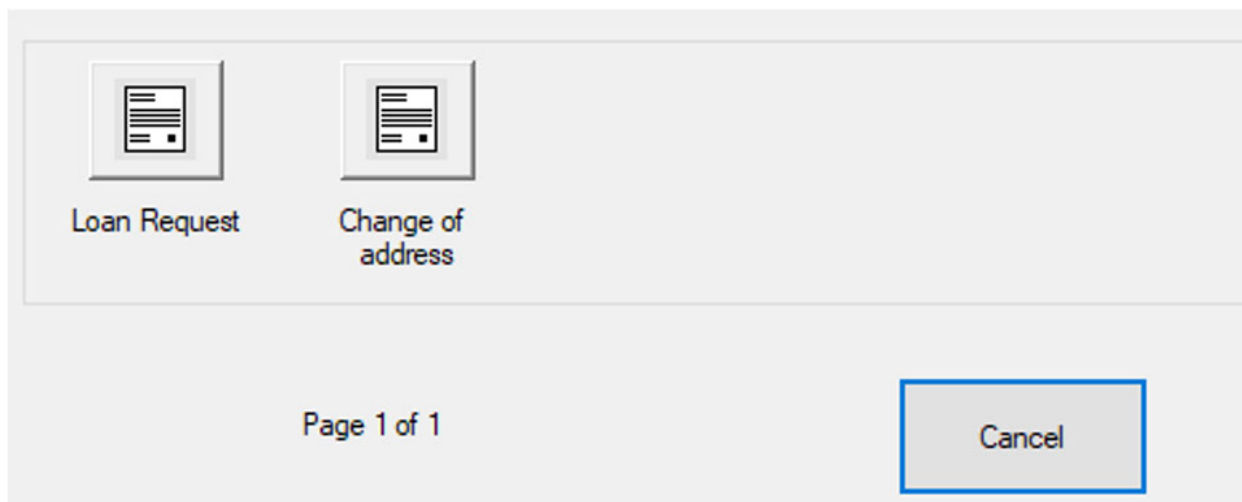 Loan Request
Change of
address
Page 1 of 1
Cancel